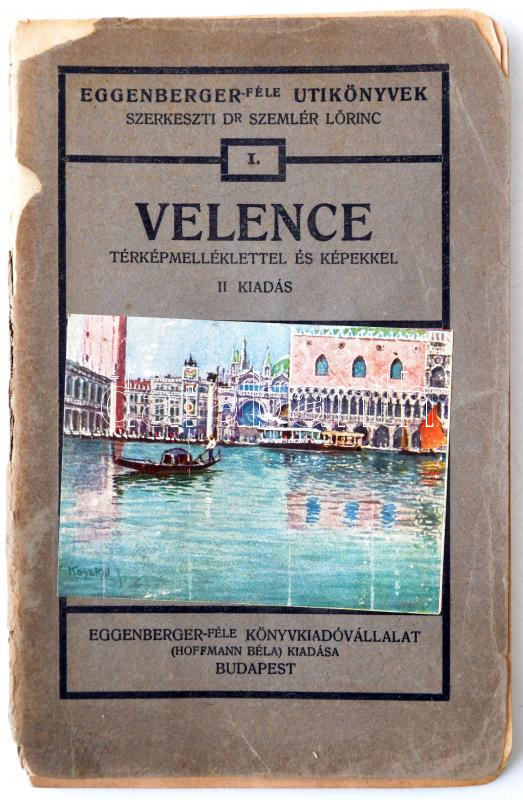 EGGENBERGER-FÉLE UTIKÖNYVEK
SZERKESZTI DR SZEMLÉR LŐRINC
I.
VELENCE
TÉRKÉPMELLÉKLETTEL ÉS KÉPEKKEL
II KIADÁS
EGGENBERGER-FÉLE KÖNYVKIADÓVÁLLALAT
(HOFFMANN BÉLA) KIADÁSA
BUDAPEST